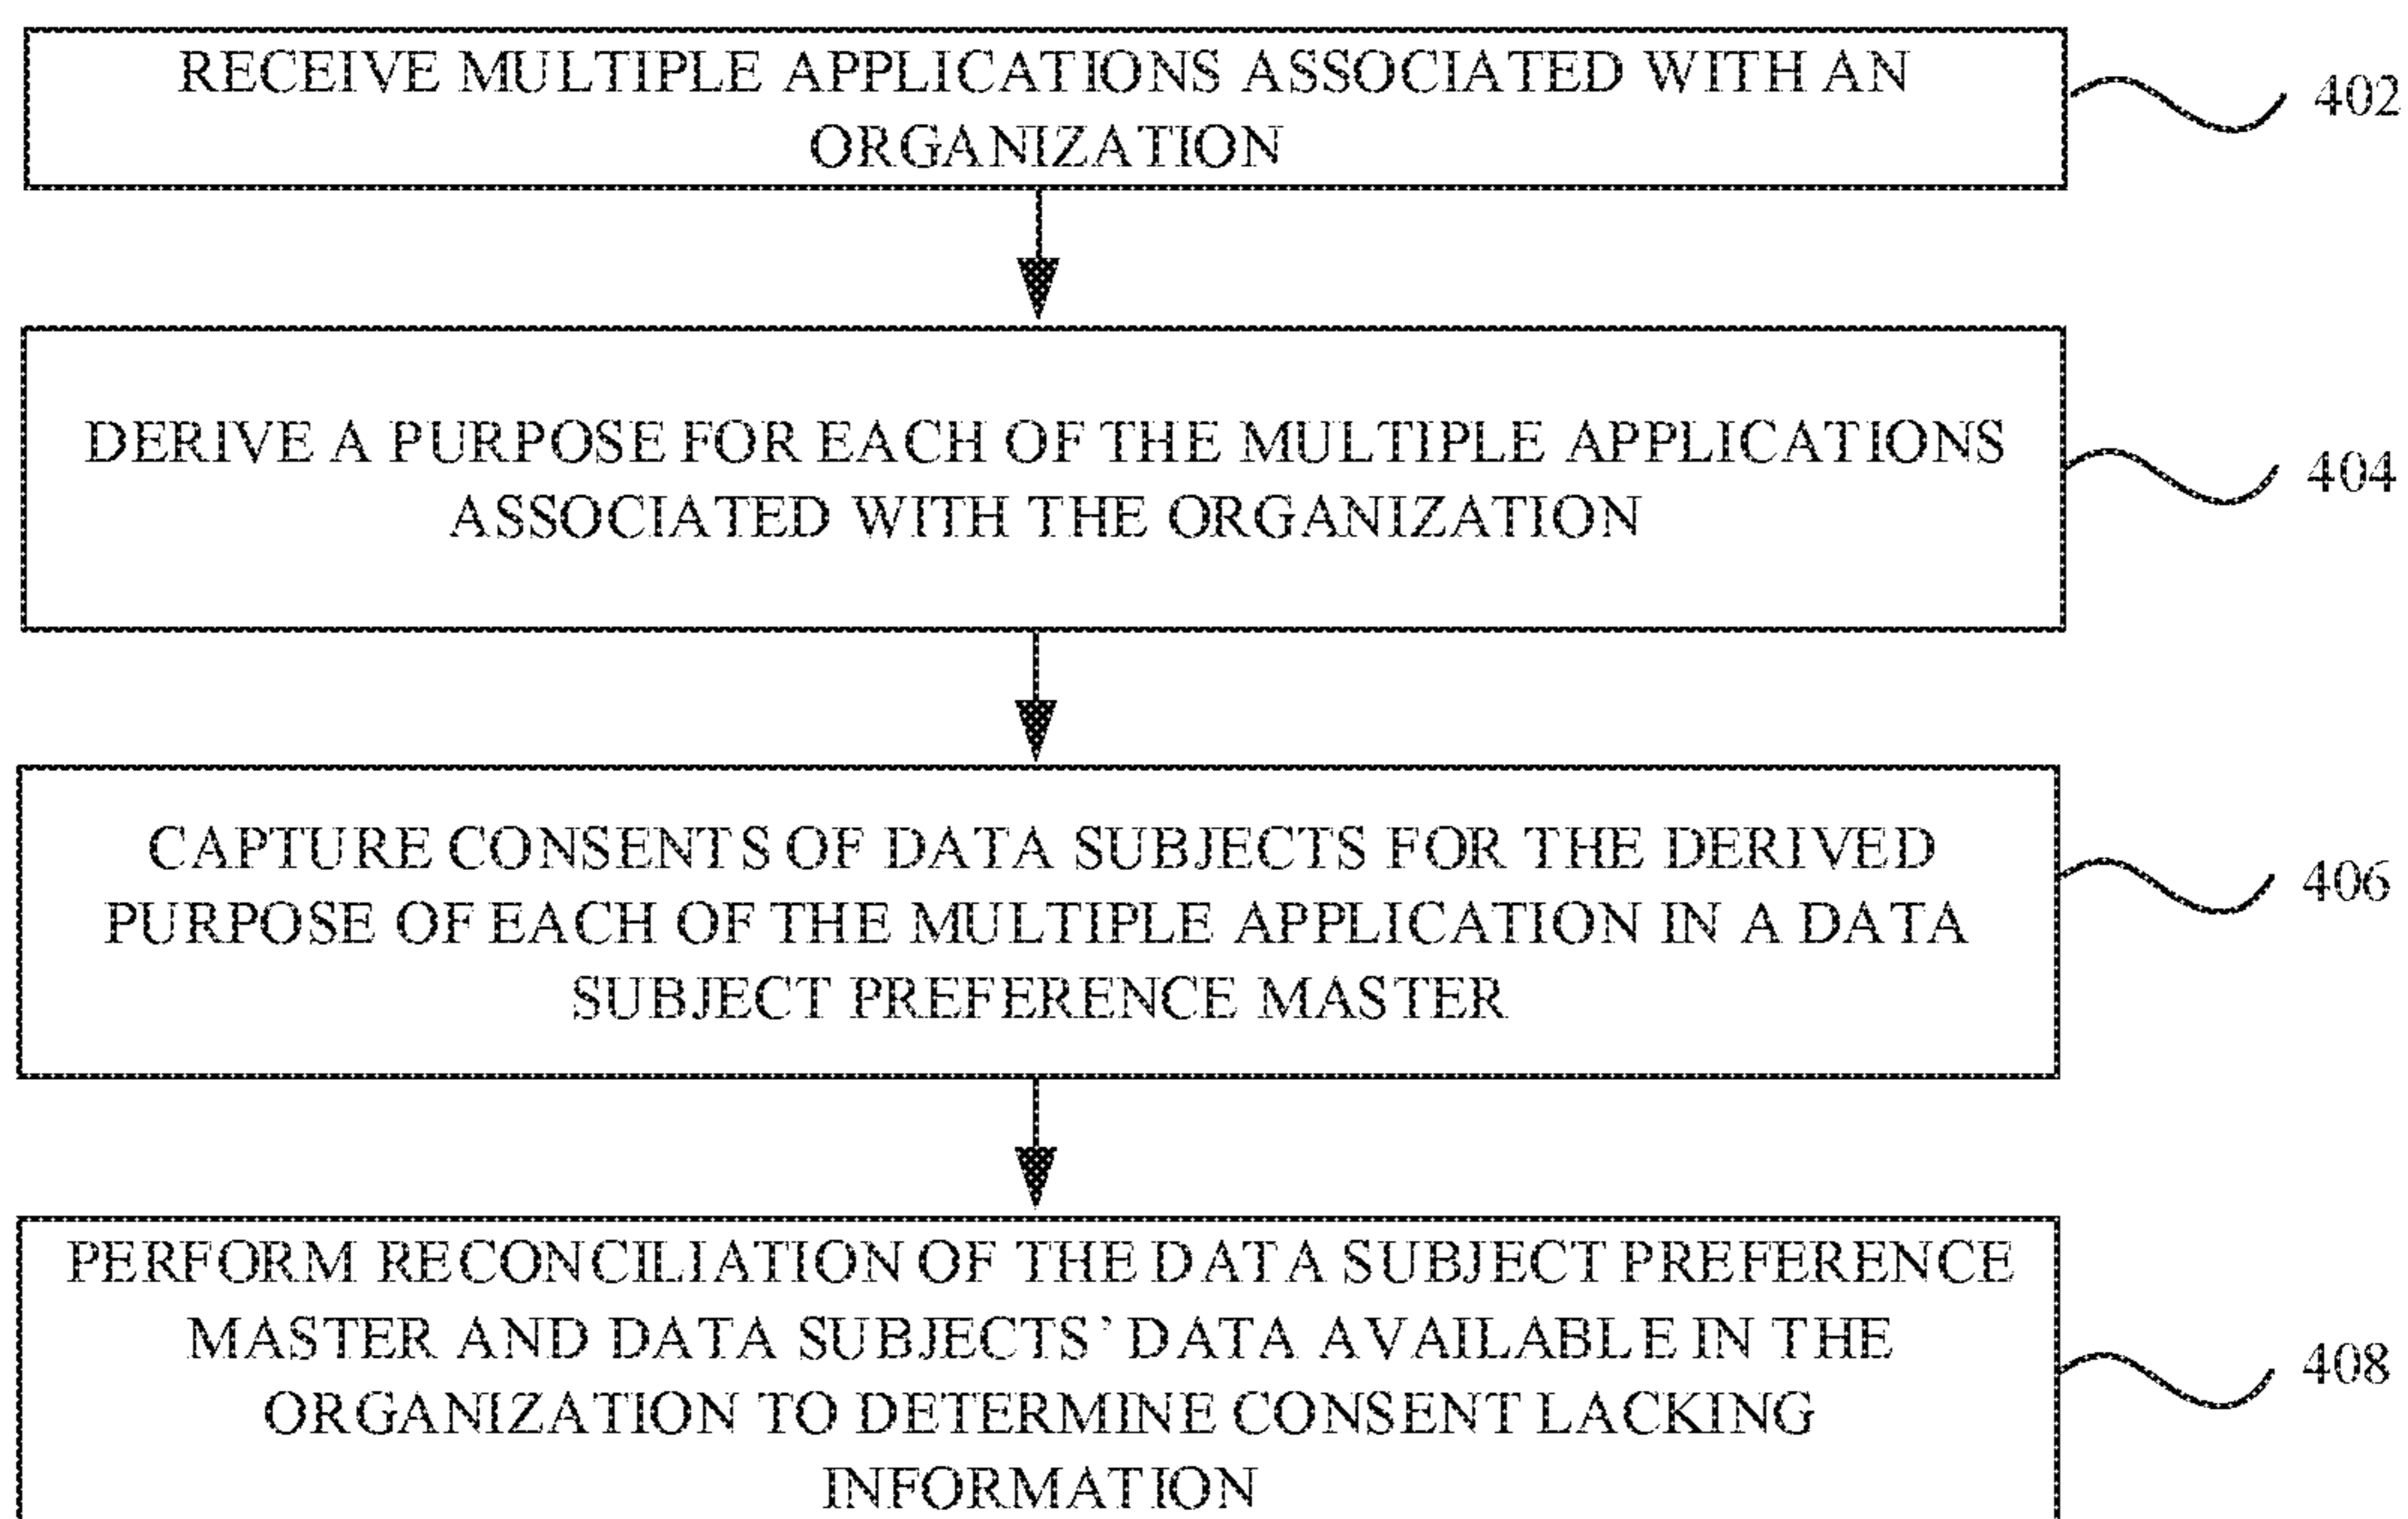 RECEIVE MULTIPLE APPLICATIONS ASSOCIATED WITH AN
ORGANIZATION
402
DERIVE A PURPOSE FOR EACH OF THE MULTIPLE APPLICATIONS
ASSOCIATED WITH THE ORGANIZATION
404
CAPTURE CONSENTS OF DATA SUBJECTS FOR THE DERIVED
PURPOSE OF EACH OF THE MULTIPLE APPLICATION IN A DATA
SUBJECT PREFERENCE MASTER
406
PERFORM RECONCILIATION OF THE DATA SUBJECT PREFERENCE
MASTER AND DATA SUBJECTS' DATA AVAILABLE IN THE
ORGANIZATION TO DETERMINE CONSENT LACKING
INFORMATION
408